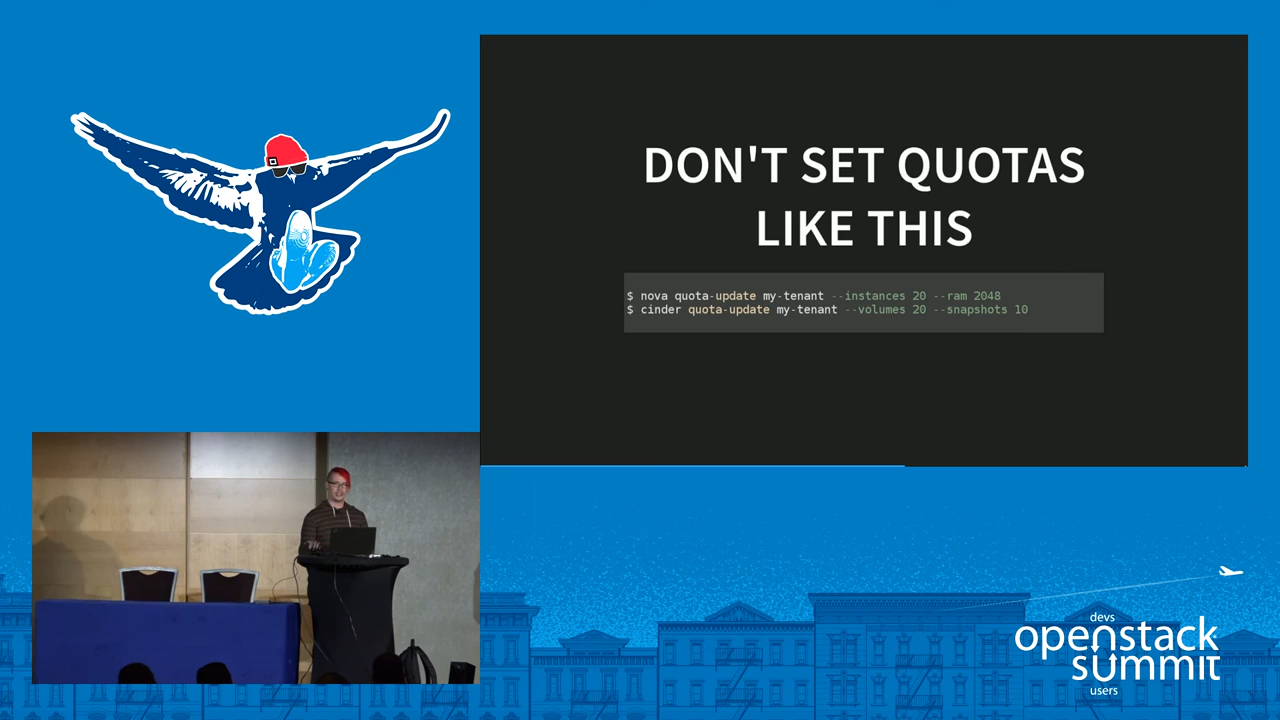 DON'T SET QUOTAS
LIKE THIS
$ nova quota-update my-tenant --instances 20 --ram 2048
$ cinder quota-update my-tenant --volumes 20 --snapshots 10
devs
openstack
summit
users